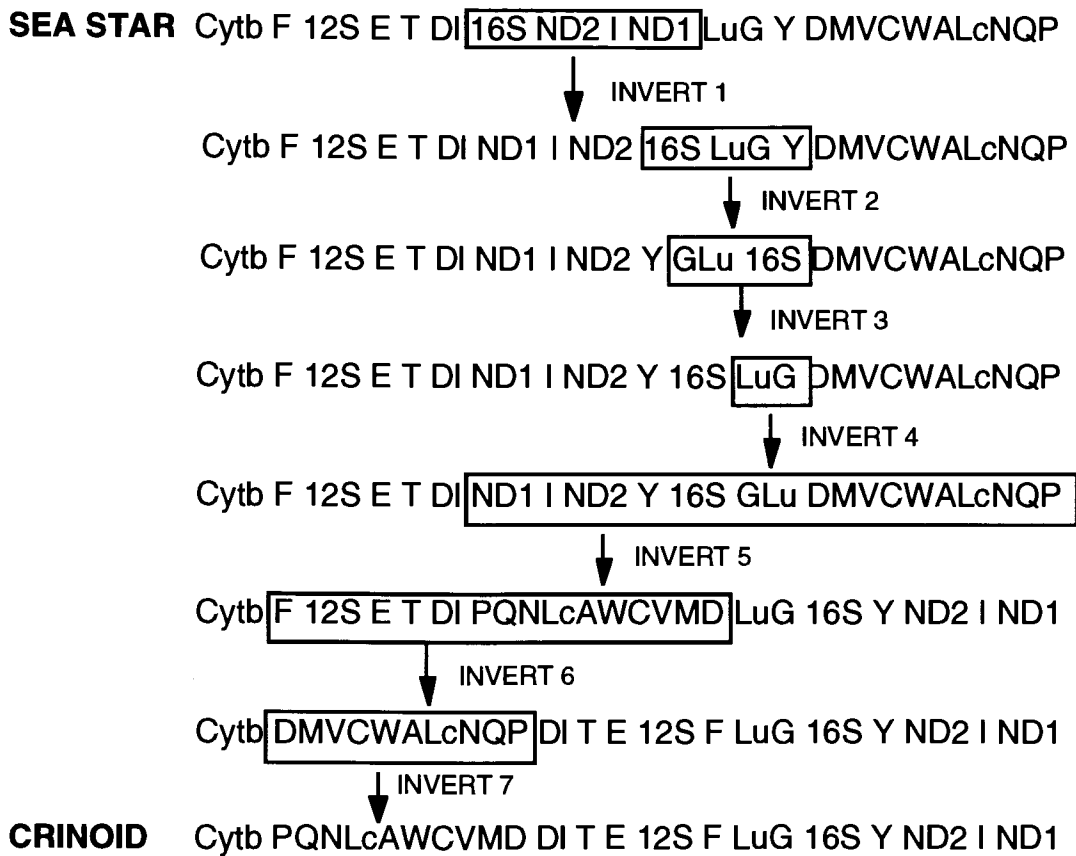 SEA STAR Cytb F 12S E T DI 16S ND2 I ND1 LuG Y DMVCWALcNQP
INVERT 1
Cytb F 12S E T DI ND1 I ND2 16S LuG Y DMVCWALcNQP
INVERT 2
Cytb F 12S E T DI ND1 I ND2 Y GLu 16S DMVCWALcNQP
INVERT 3
Cytb F 12S E T DI ND1 I ND2 Y 16S LuG DMVCWALcNQP
INVERT 4
Cytb F 12S E T DI ND1 I ND2 Y 16S GLu DMVCWALcNQP
INVERT 5
Cytb F 12S E T DI PQNLcAWCVMD LuG 16S Y ND2 I ND1
INVERT 6
Cytb DMVCWALcNQP DI T E 12S F LuG 16S Y ND2 I ND1
INVERT 7
CRINOID Cytb PQNLcAWCVMD DI T E 12S F LuG 16S Y ND2 I ND1